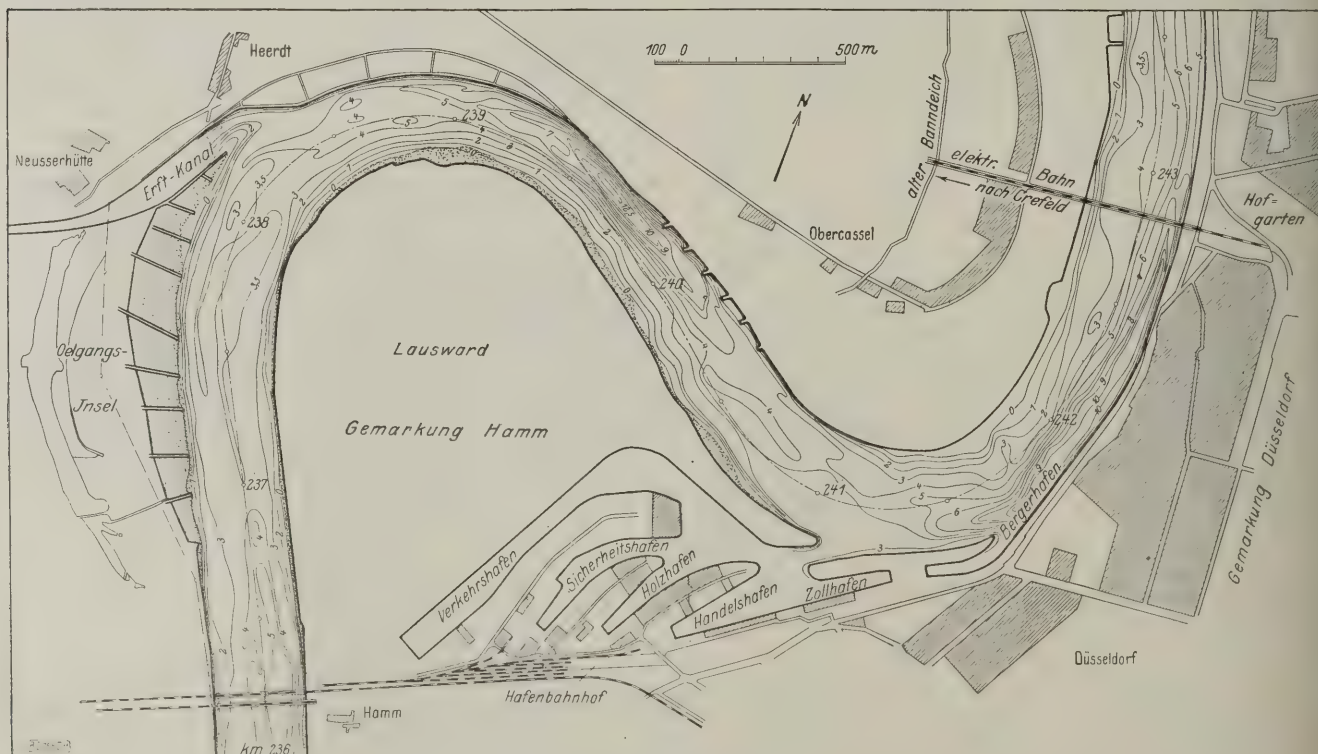 Heerdt
100 0 500 m
N
Neusserhütte
Erft-Kanal
239
238
240
237
Oelgangs-
Jnsel
Lausward
Gemarkung Hamm
Obercassel
alter Banndeich
elektr. Bahn
nach Crefeld
243
Hof-
garten
242
241
Bergerhafen
Gemarkung Düsseldorf
Verkehrshafen
Sicherheitshafen
Holzhafen
Handelshafen
Zollhafen
Düsseldorf
Hafenbahnhof
Hamm
km 236